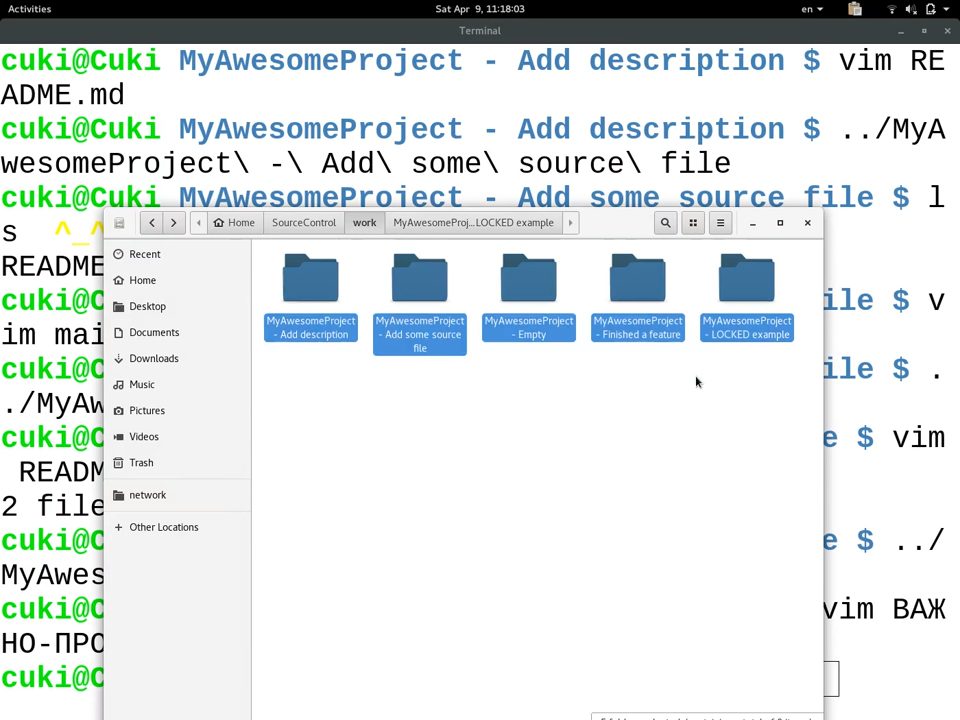 Activities
Sat Apr 9, 11:18:03
en
Terminal
cuki@Cuki MyAwesomeProject - Add description $ vim RE
ADME.md
cuki@Cuki MyAwesomeProject - Add description $ ../MyA
wesomeProject\ -\ Add\ some\ source\ file
cuki@Cuki MyAwesomeProject - Add some source file $ l
s ^_^
README
cuki@C ile $ v
im mai
cuki@C ile $ .
./MyAw
cuki@C e $ vim
READM
2 file
cuki@C e $ ../
MyAwes
cuki@C vim ВАЖ
НО-ПРО
cuki@C
Home
SourceControl
work
MyAwesomeProj...LOCKED example
Recent
Home
Desktop
Documents
Downloads
Music
Pictures
Videos
Trash
network
Other Locations
MyAwesomeProject
- Add description
MyAwesomeProject
- Add some source
file
MyAwesomeProject
- Empty
MyAwesomeProject
- Finished a feature
MyAwesomeProject
- LOCKED example